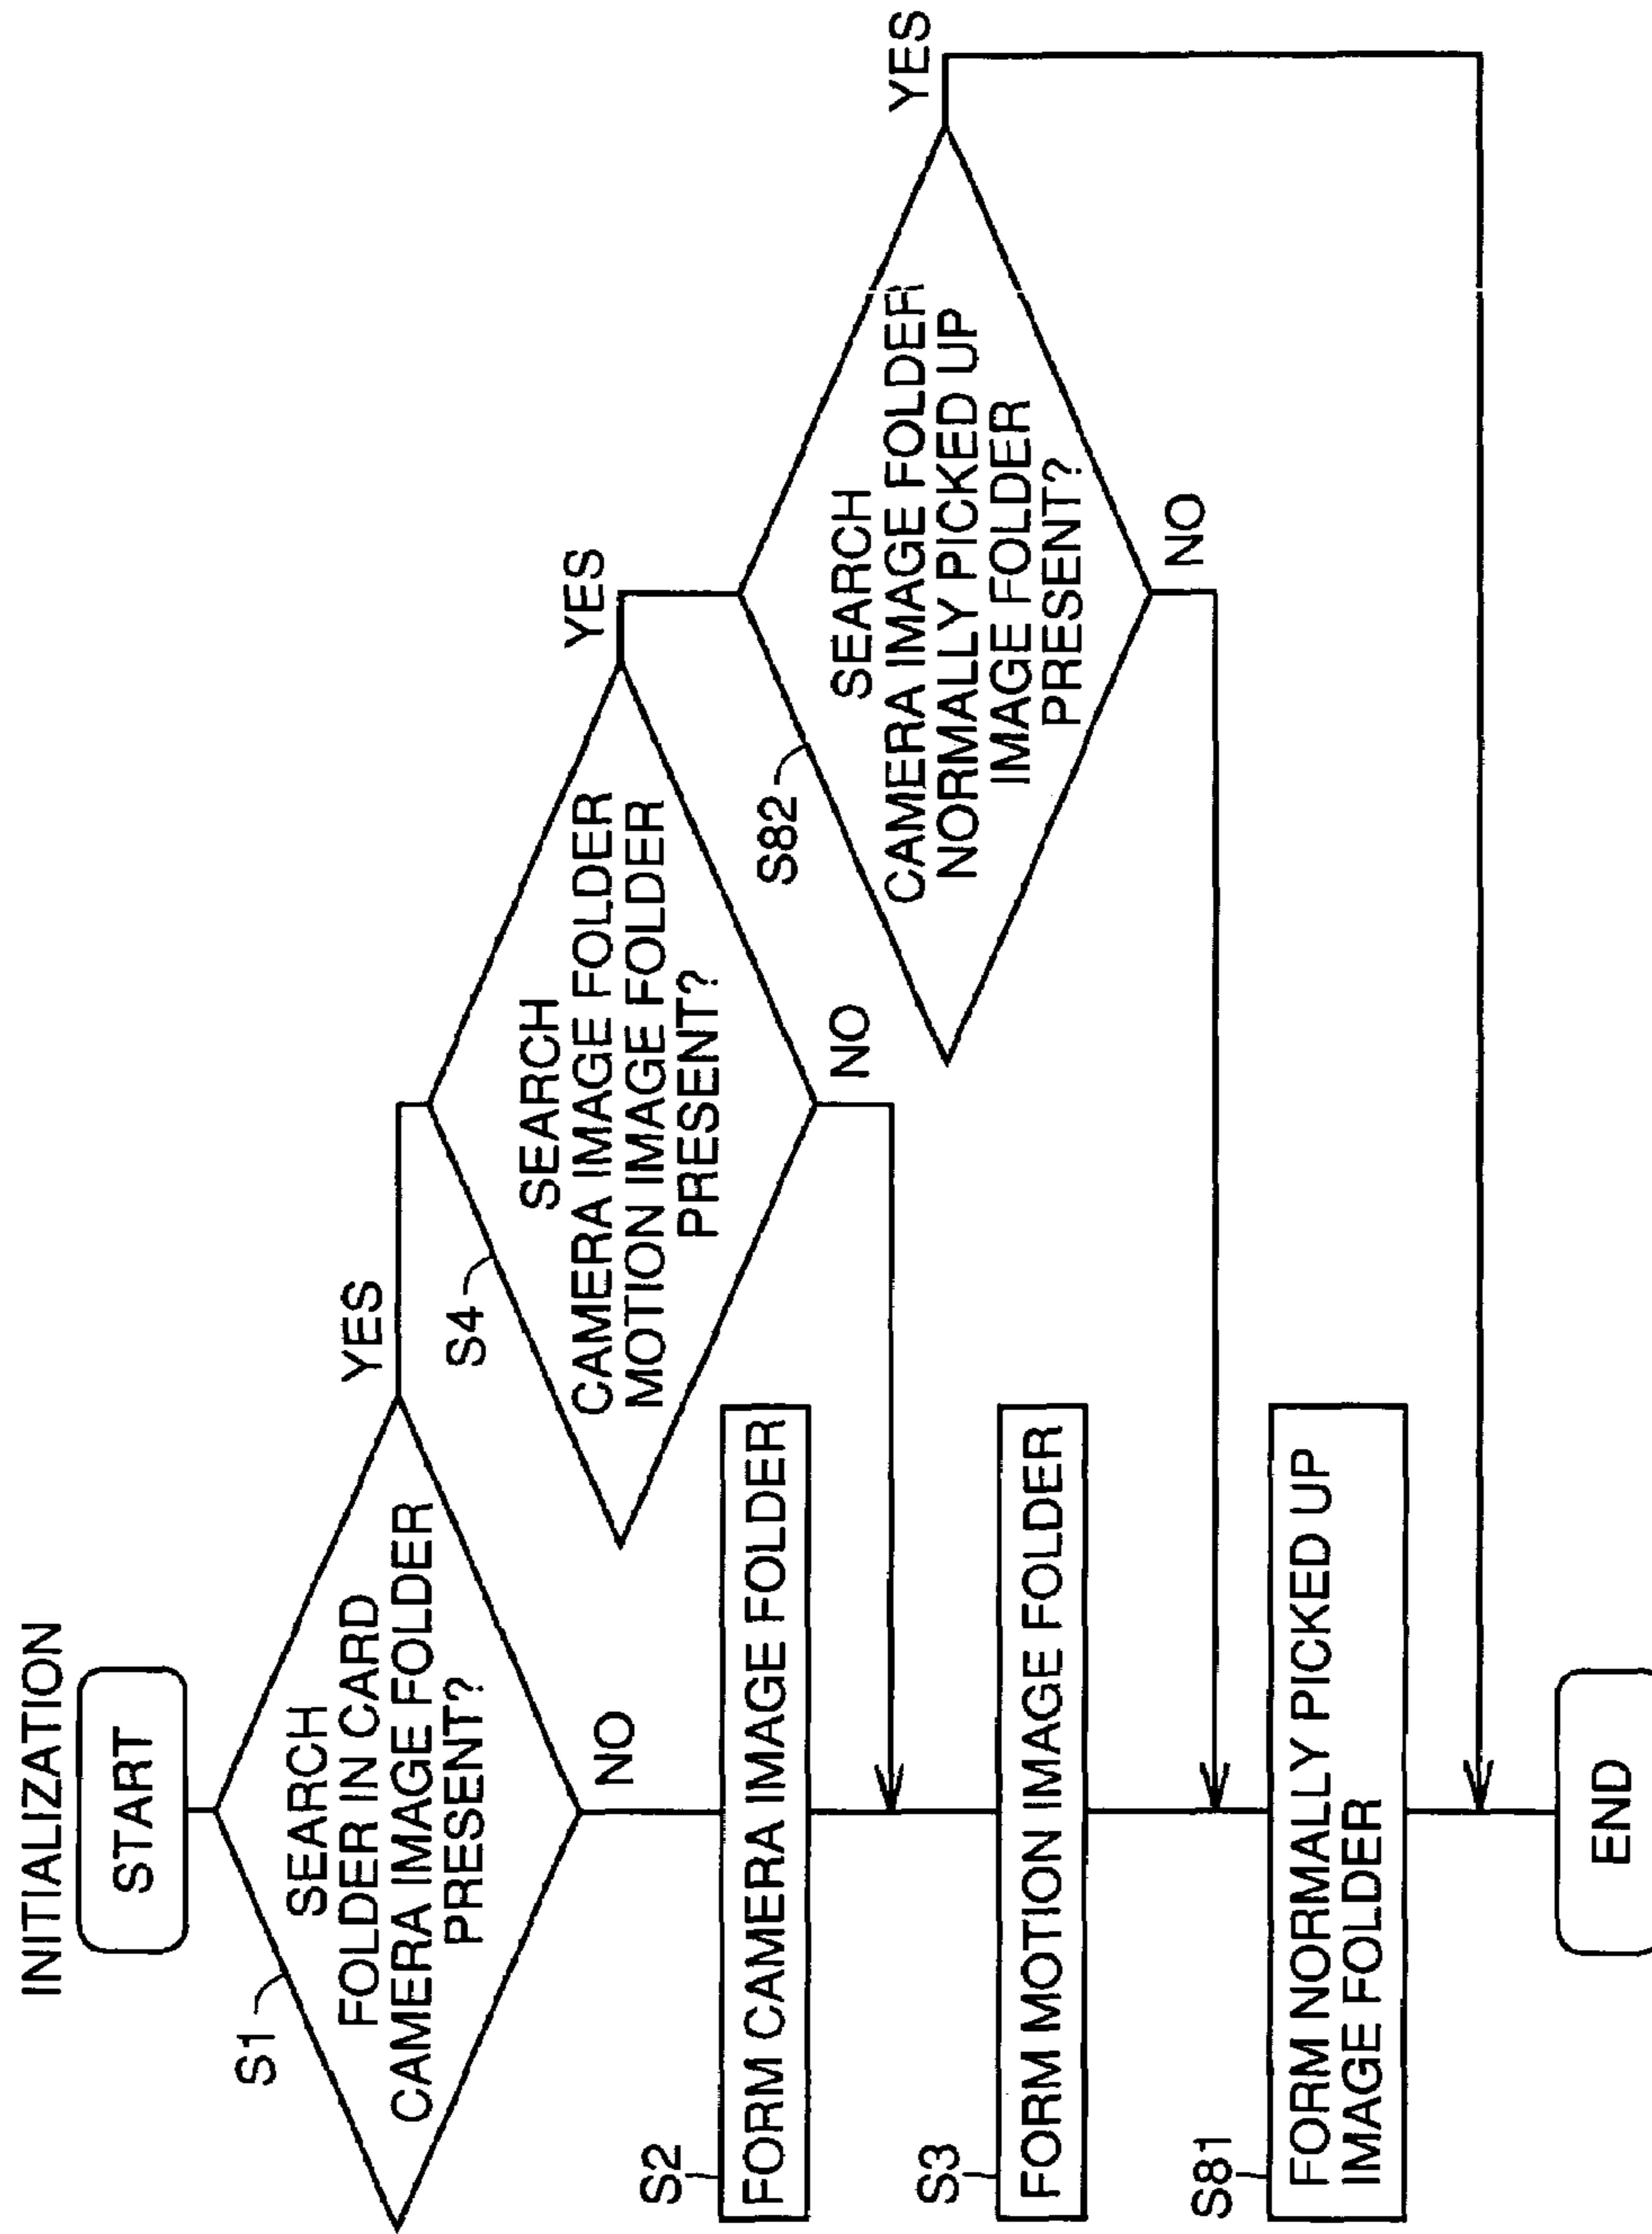 INITIALIZATION
START
S1
SEARCH
FOLDER IN CARD
CAMERA IMAGE FOLDER
PRESENT?
YES
NO
S4
SEARCH
CAMERA IMAGE FOLDER
MOTION IMAGE FOLDER
PRESENT?
YES
NO
S82
SEARCH
CAMERA IMAGE FOLDER
NORMALLY PICKED UP
IMAGE FOLDER
PRESENT?
YES
NO
S2
FORM CAMERA IMAGE FOLDER
S3
FORM MOTION IMAGE FOLDER
S81
FORM NORMALLY PICKED UP
IMAGE FOLDER
END